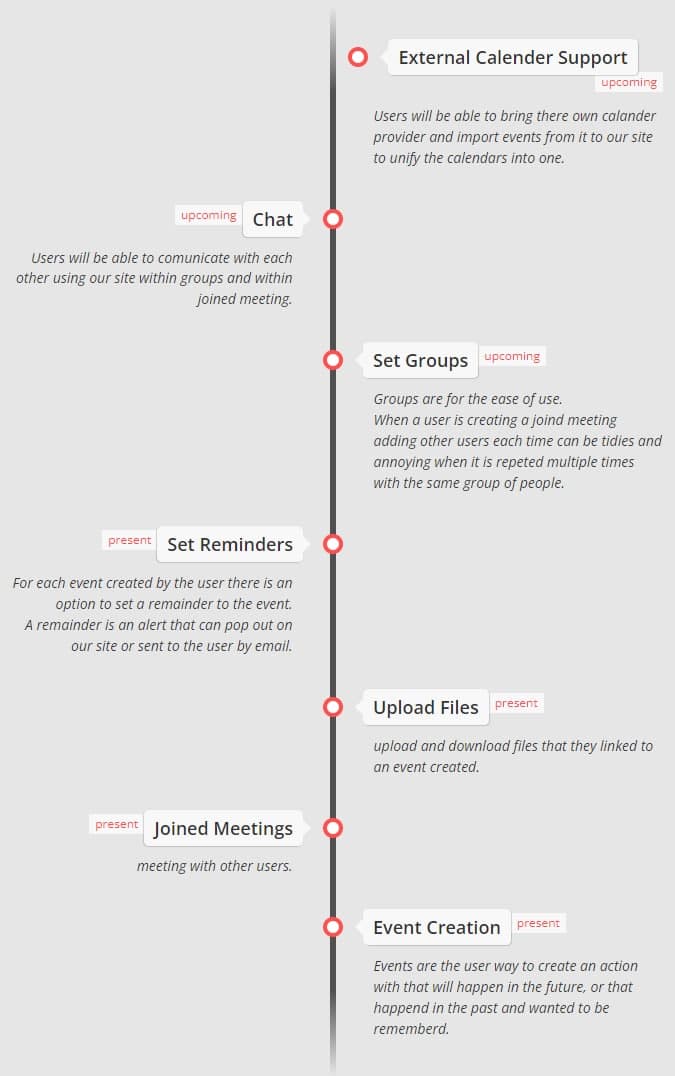 External Calender Support
upcoming
Users will be able to bring there own calander
provider and import events from it to our site
to unify the calendars into one.
upcoming
Chat
Users will be able to comunicate with each
other using our site within groups and within
joined meeting.
Set Groups
upcoming
Groups are for the ease of use.
When a user is creating a joind meeting
adding other users each time can be tidies and
annoying when it is repeted multiple times
with the same group of people.
present
Set Reminders
For each event created by the user there is an
option to set a remainder to the event.
A remainder is an alert that can pop out on
our site or sent to the user by email.
Upload Files
present
upload and download files that they linked to
an event created.
present
Joined Meetings
meeting with other users.
Event Creation
present
Events are the user way to create an action
with that will happen in the future, or that
happend in the past and wanted to be
rememberd.